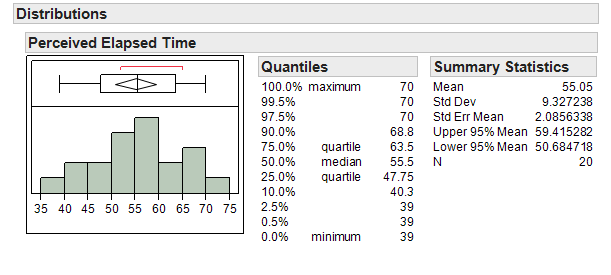 Distributions
Perceived Elapsed Time
35 40 45 50 55 60 65 70 75
Quantiles
100.0% maximum 70
99.5% 70
97.5% 70
90.0% 68.8
75.0% quartile 63.5
50.0% median 55.5
25.0% quartile 47.75
10.0% 40.3
2.5% 39
0.5% 39
0.0% minimum 39
Summary Statistics
Mean 55.05
Std Dev 9.327238
Std Err Mean 2.0856338
Upper 95% Mean 59.415282
Lower 95% Mean 50.684718
N 20